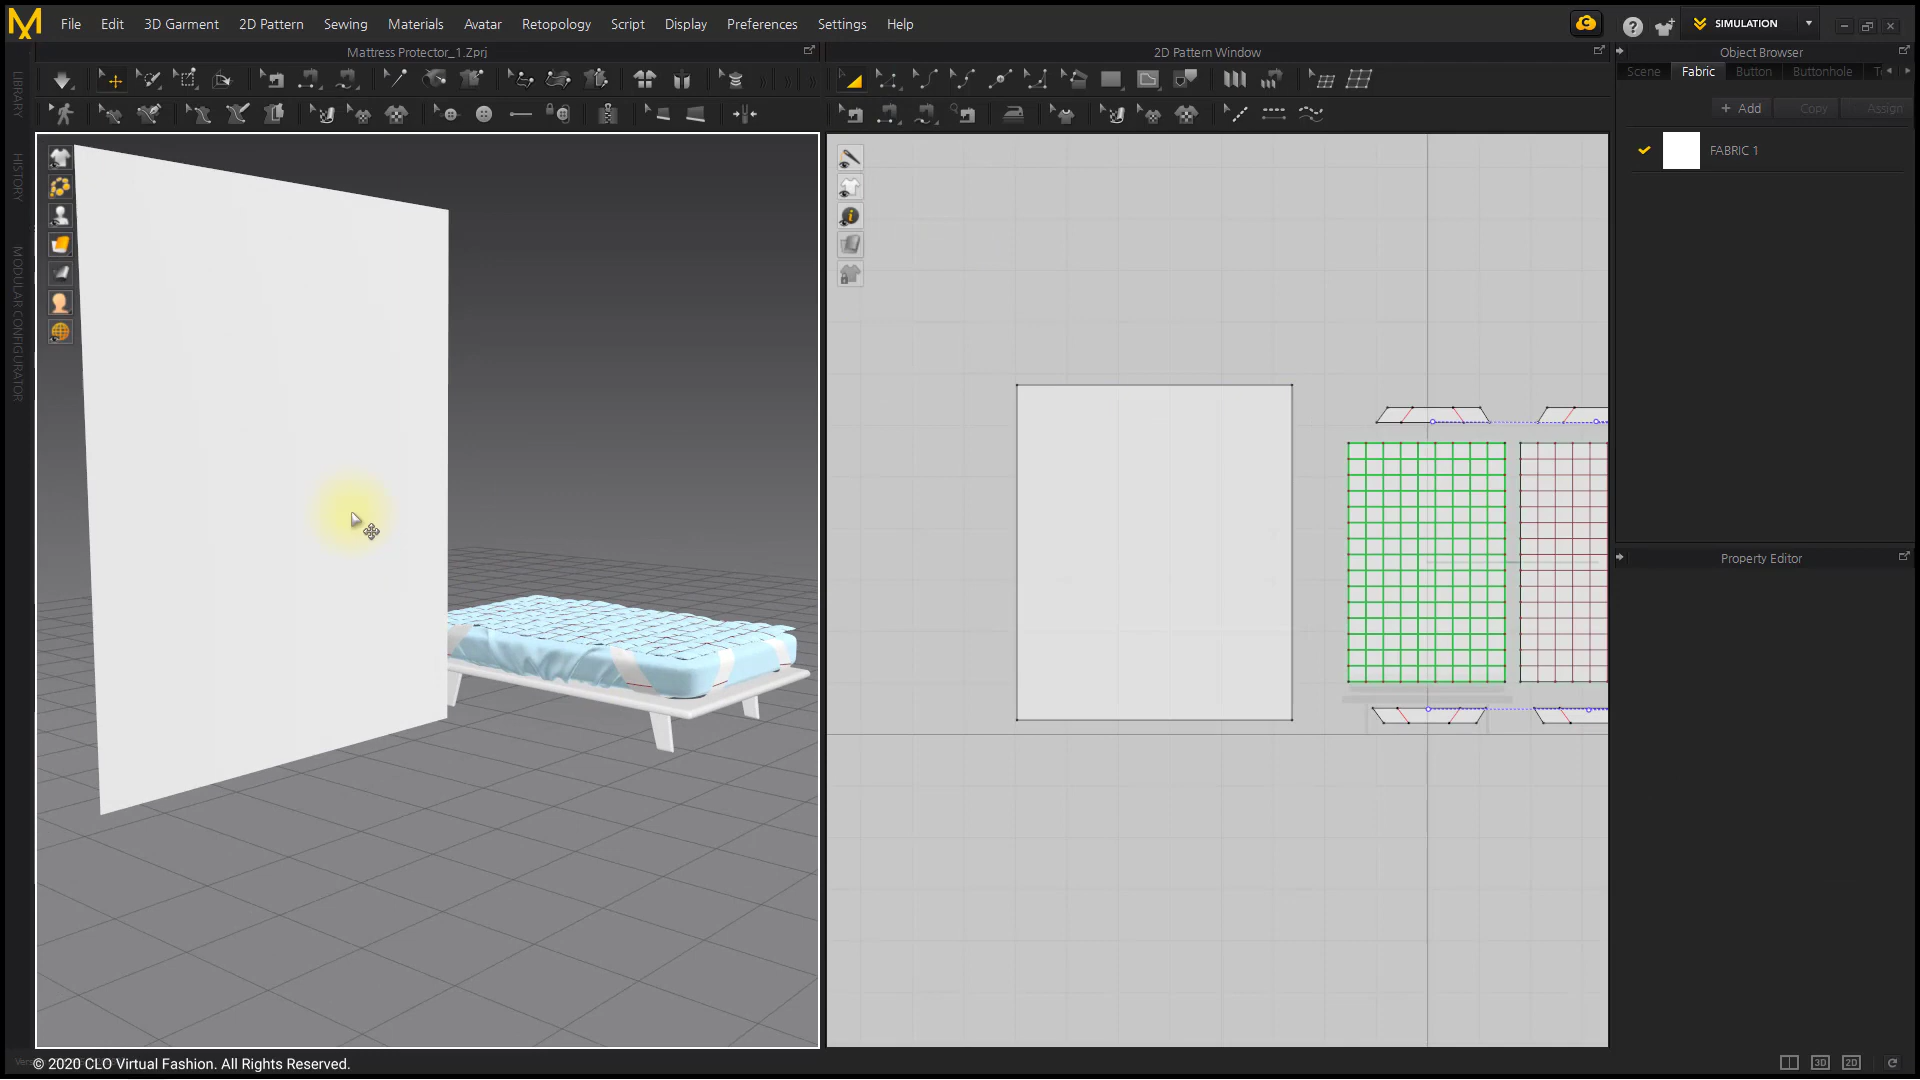 File Edit 3D Garment 2D Pattern Sewing Materials Avatar Retopology Script Display Preferences Settings Help
SIMULATION
Mattress Protector_1.Zprj
2D Pattern Window
Object Browser
Scene Fabric Button Buttonhole
+ Add Copy Assign
FABRIC 1
Property Editor
LIBRARY
HISTORY
MODULAR CONFIGURATOR
© 2020 CLO Virtual Fashion. All Rights Reserved.
3D 2D